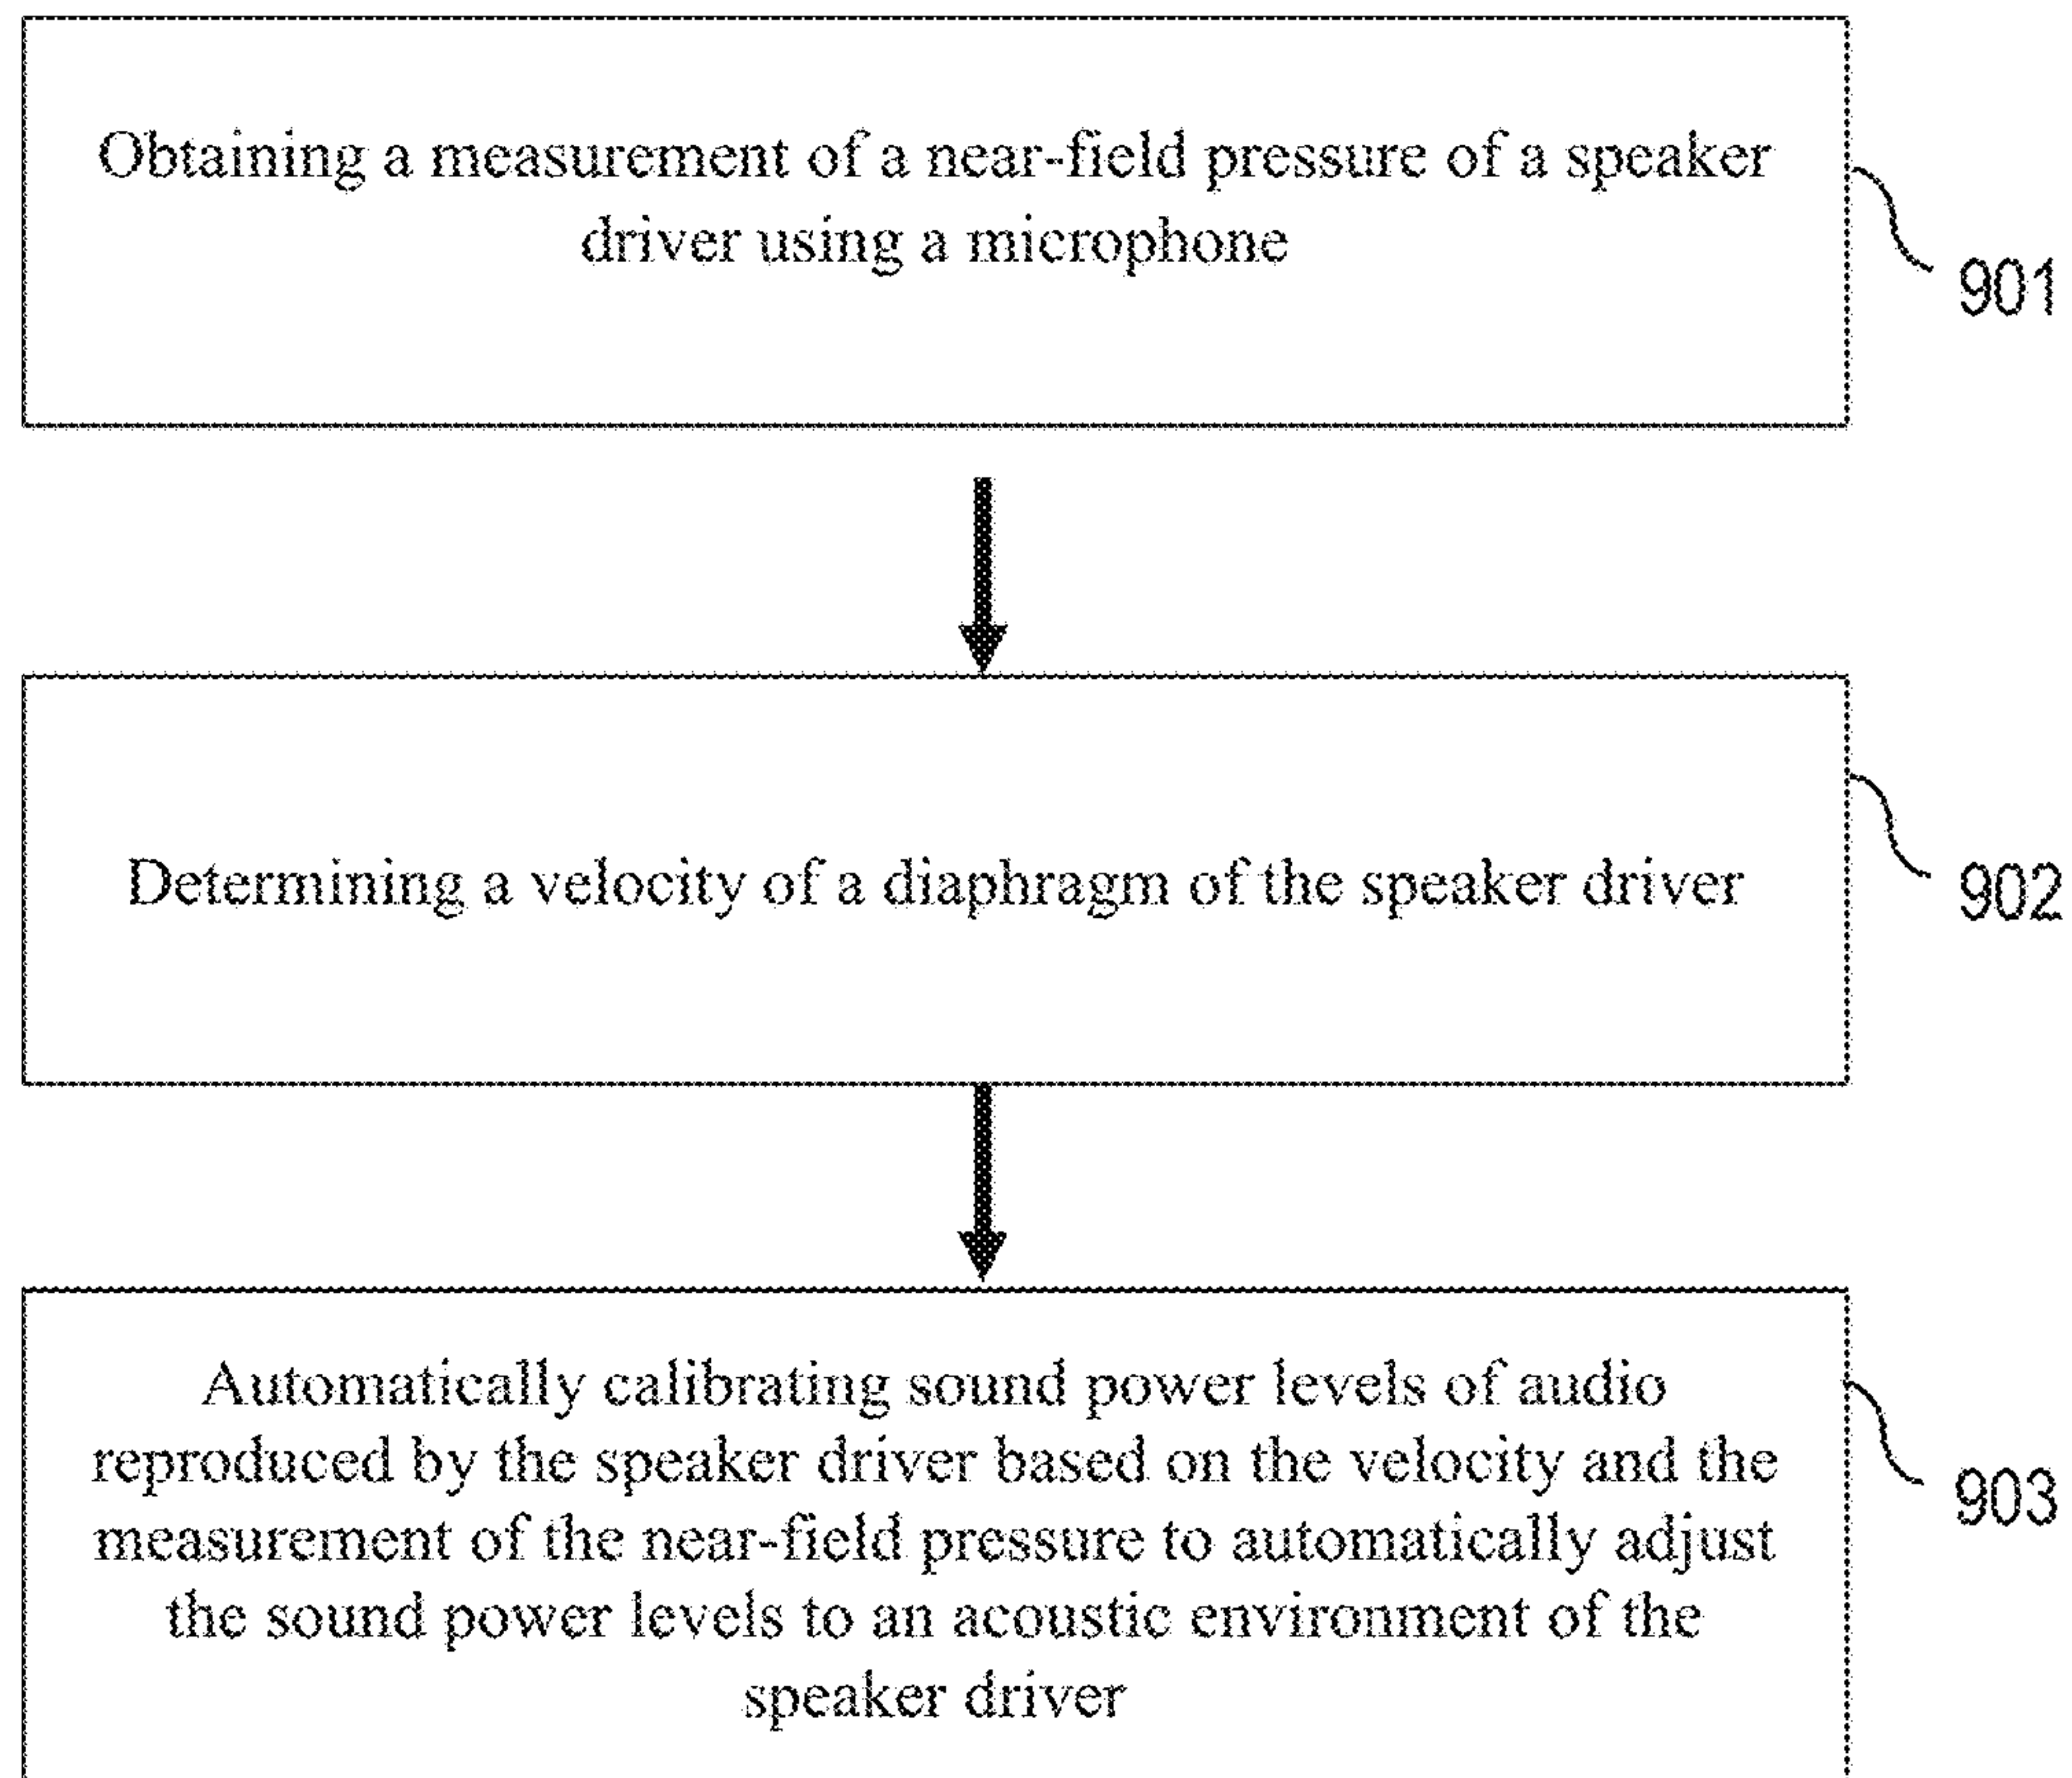 Obtaining a measurement of a near-field pressure of a speaker
driver using a microphone
901
Determining a velocity of a diaphragm of the speaker driver
902
Automatically calibrating sound power levels of audio
reproduced by the speaker driver based on the velocity and the
measurement of the near-field pressure to automatically adjust
the sound power levels to an acoustic environment of the
speaker driver
903